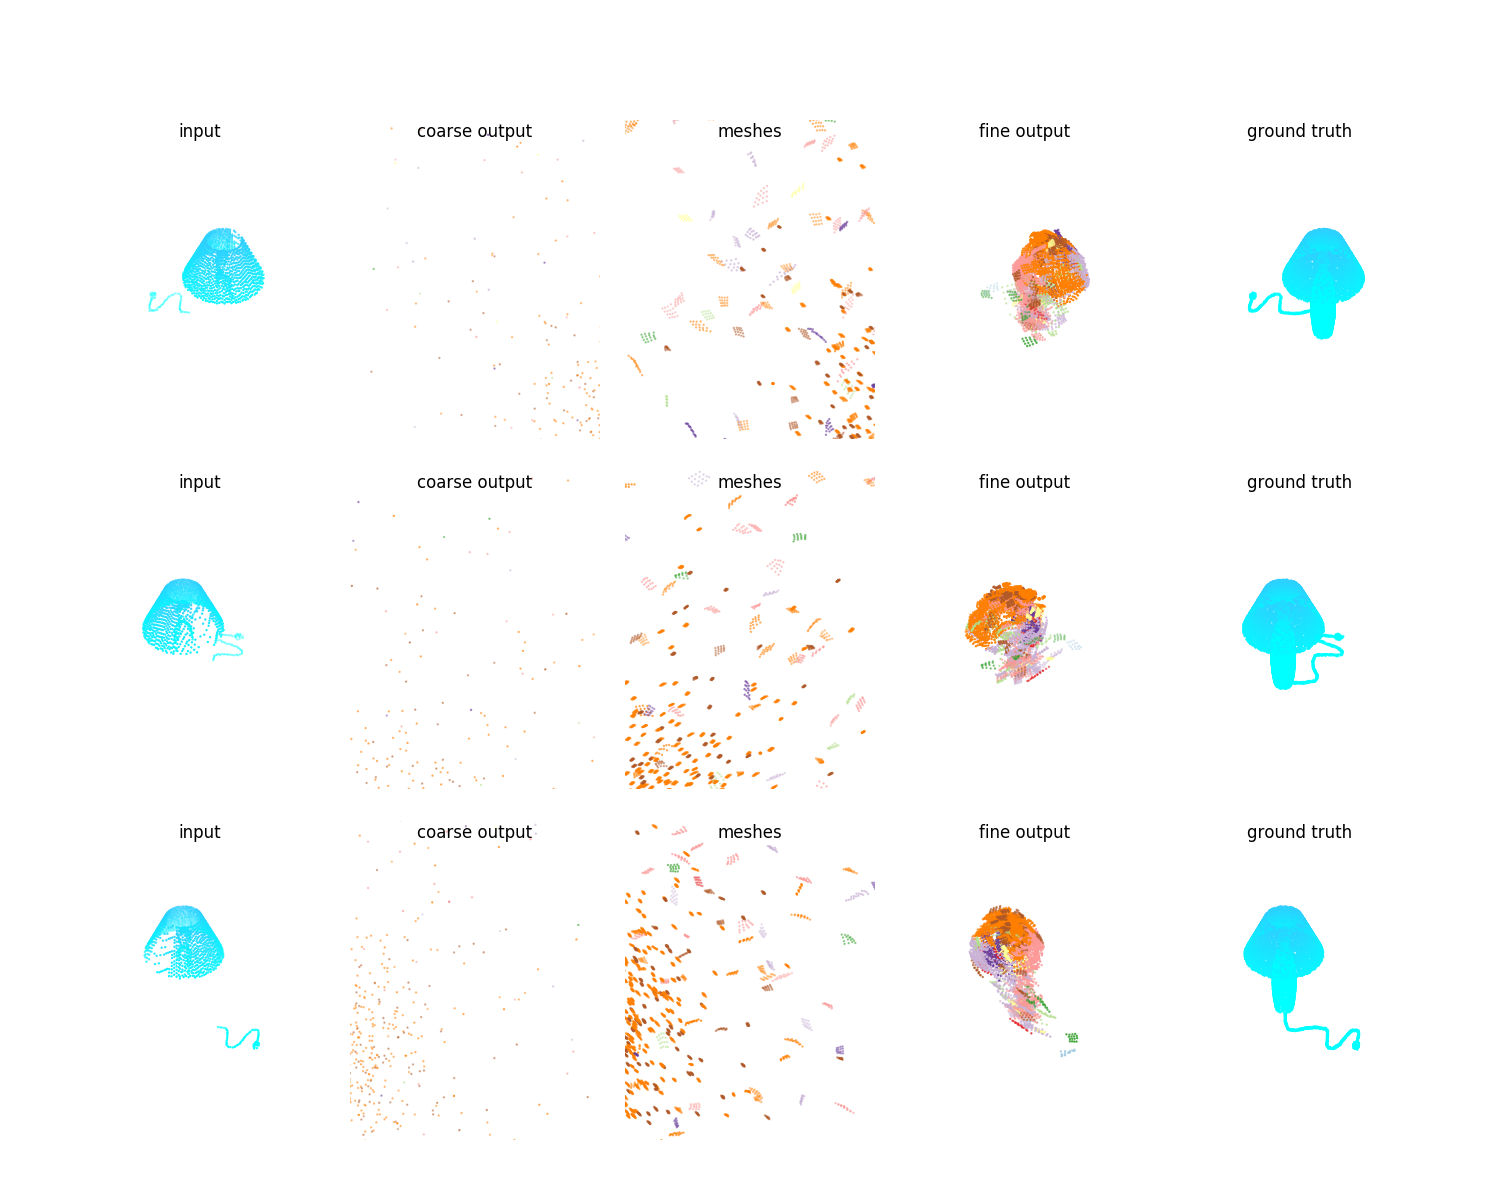 input
coarse output
meshes
fine output
ground truth
input
coarse output
meshes
fine output
ground truth
input
coarse output
meshes
fine output
ground truth